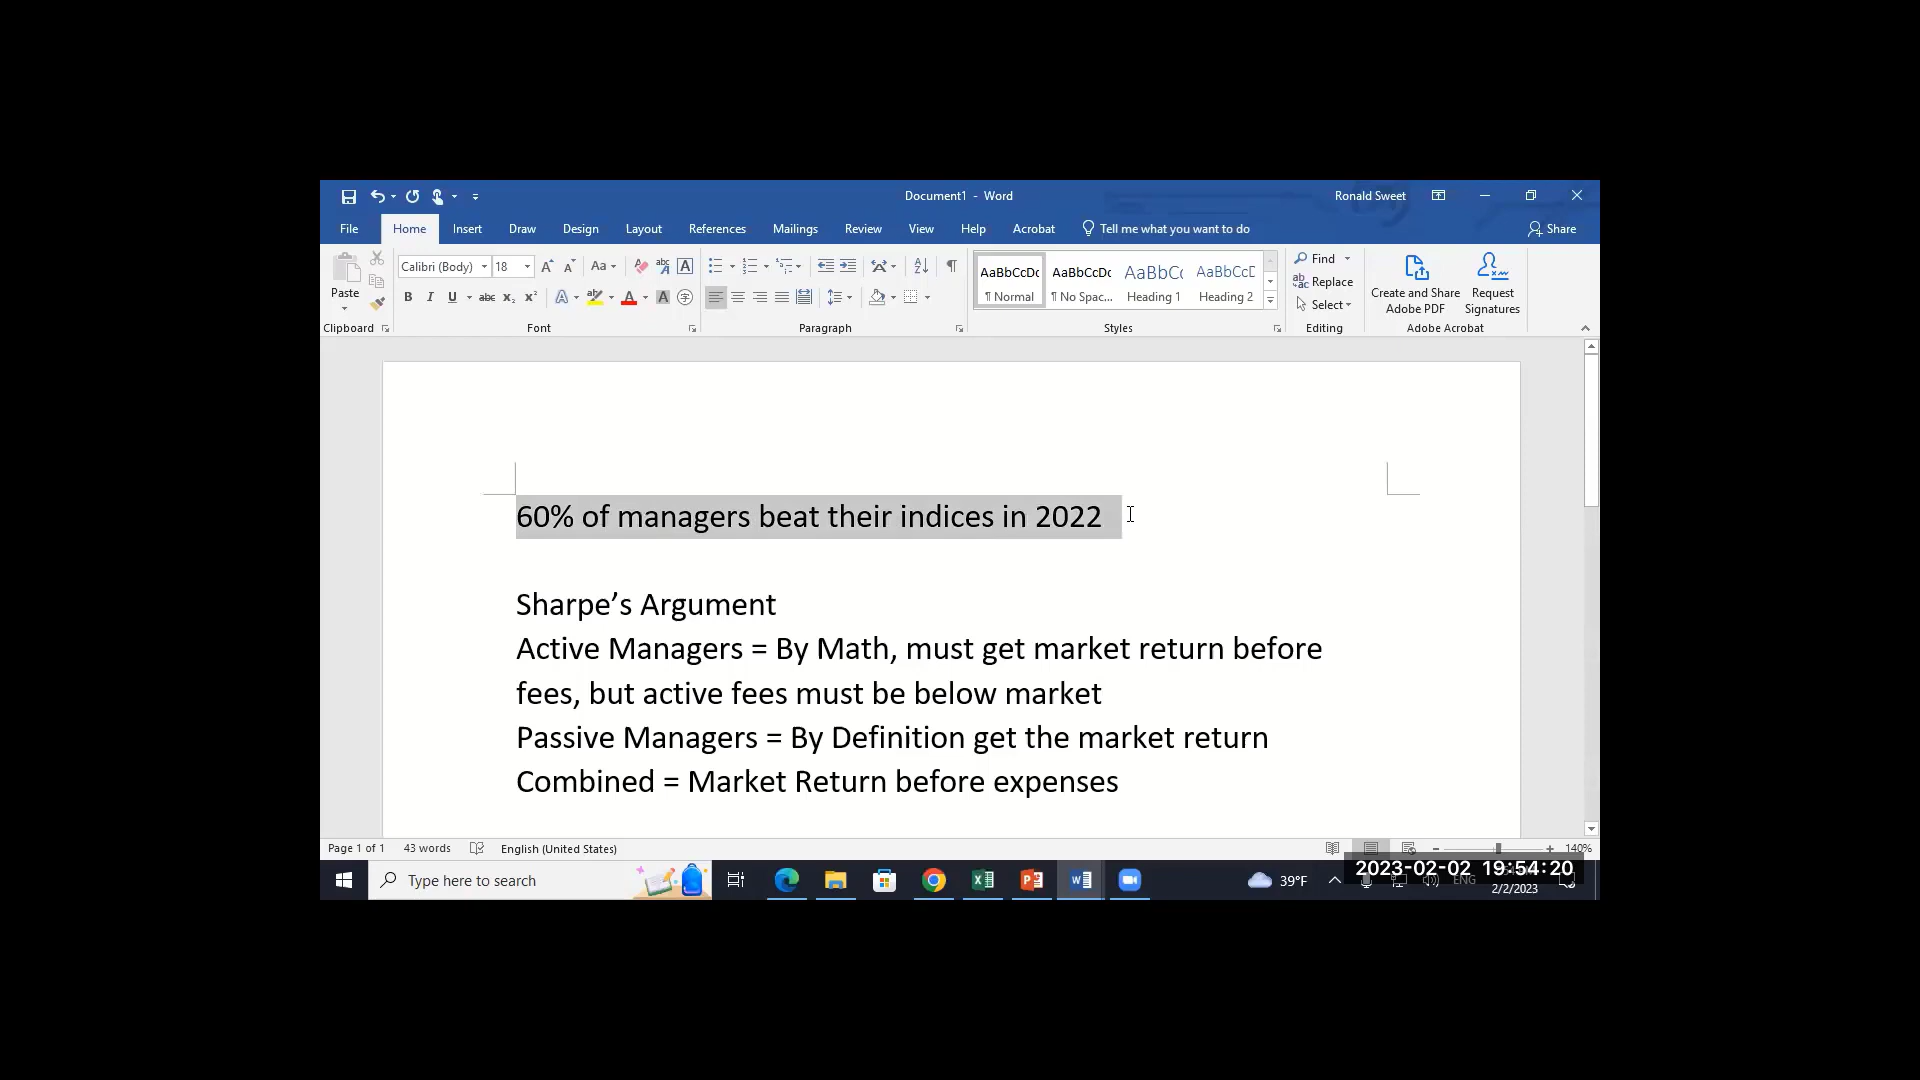 Document1 - Word
Ronald Sweet
File Home Insert Draw Design Layout References Mailings Review View Help Acrobat Tell me what you want to do Share
Calibri (Body) 18 Aa
AaBbCcDc AaBbCcDc AaBbC AaBbCcD
Find
Replace
Select
Paste
¶ Normal ¶ No Spac... Heading 1 Heading 2
Create and Share
Adobe PDF
Request
Signatures
B I U abc X₂ X² A
Clipboard Font Paragraph Styles Editing Adobe Acrobat
60% of managers beat their indices in 2022
Sharpe’s Argument
Active Managers = By Math, must get market return before
fees, but active fees must be below market
Passive Managers = By Definition get the market return
Combined = Market Return before expenses
Page 1 of 1 43 words English (United States) 140%
Type here to search
39°F
2023-02-02 19:54:20
ENG
2/2/2023